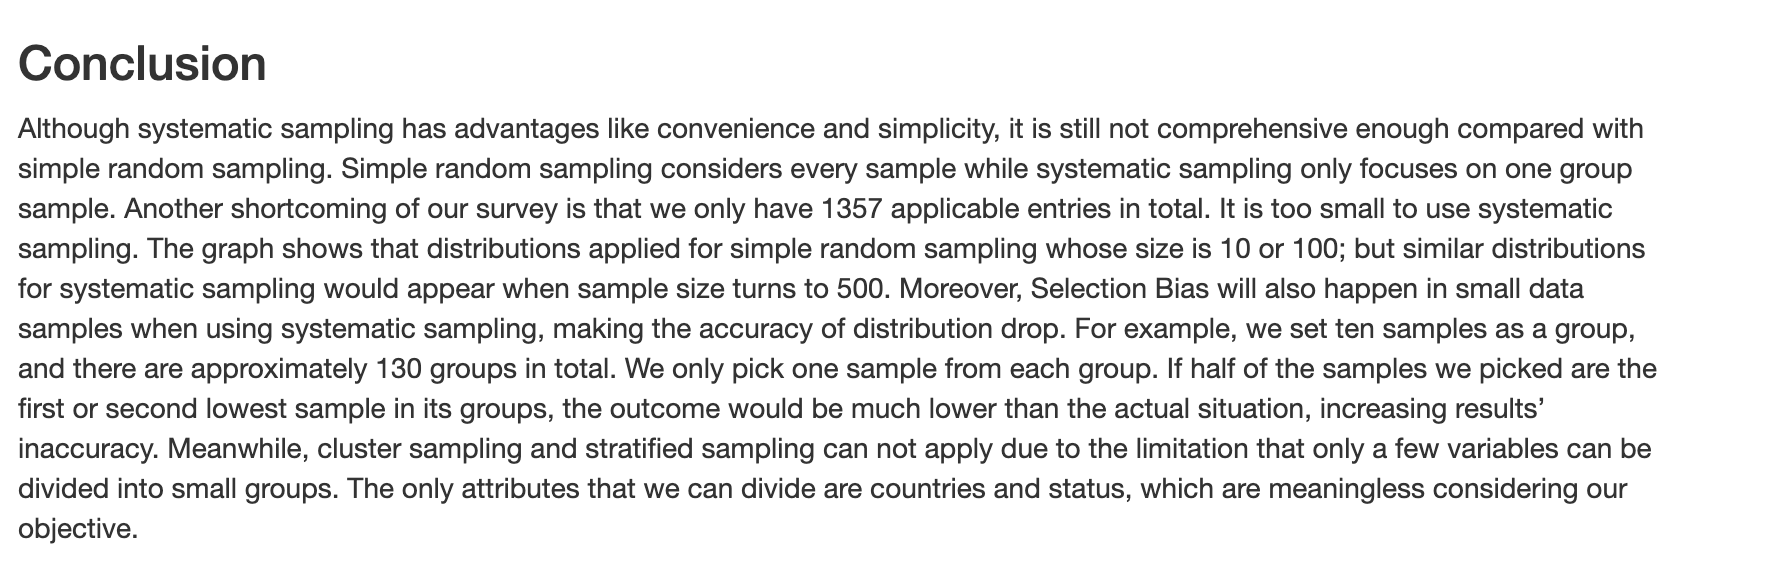 Conclusion
Although systematic sampling has advantages like convenience and simplicity, it is still not comprehensive enough compared with
simple random sampling. Simple random sampling considers every sample while systematic sampling only focuses on one group
sample. Another shortcoming of our survey is that we only have 1357 applicable entries in total. It is too small to use systematic
sampling. The graph shows that distributions applied for simple random sampling whose size is 10 or 100; but similar distributions
for systematic sampling would appear when sample size turns to 500. Moreover, Selection Bias will also happen in small data
samples when using systematic sampling, making the accuracy of distribution drop. For example, we set ten samples as a group,
and there are approximately 130 groups in total. We only pick one sample from each group. If half of the samples we picked are the
first or second lowest sample in its groups, the outcome would be much lower than the actual situation, increasing results’
inaccuracy. Meanwhile, cluster sampling and stratified sampling can not apply due to the limitation that only a few variables can be
divided into small groups. The only attributes that we can divide are countries and status, which are meaningless considering our
objective.